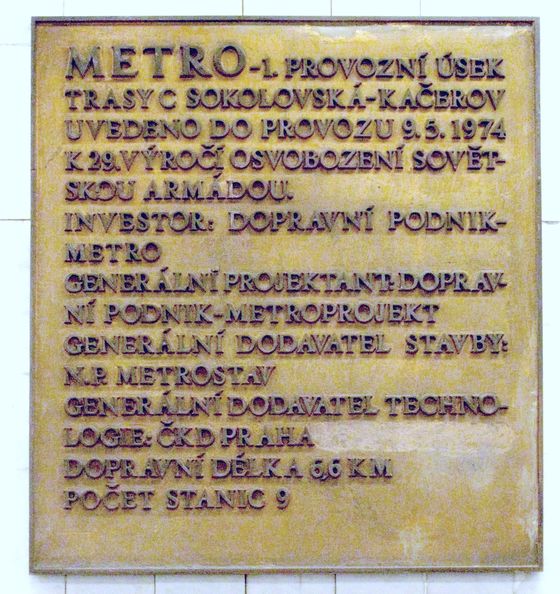 METRO-1. PROVOZNÍ ÚSEK
TRASY C SOKOLOVSKÁ-KAČEROV
UVEDENO DO PROVOZU 9.5.1974
K 29.VÝROČÍ OSVOBOZENÍ SOVĚT-
SKOU ARMÁDOU.
INVESTOR: DOPRAVNÍ PODNIK-
METRO
GENERÁLNÍ PROJEKTANT: DOPRAV-
NÍ PODNIK-METROPROJEKT
GENERÁLNÍ DODAVATEL STAVBY:
N.P. METROSTAV
GENERÁLNÍ DODAVATEL TECHNO-
LOGIE: ČKD PRAHA
DOPRAVNÍ DÉLKA 6,6 KM
POČET STANIC 9